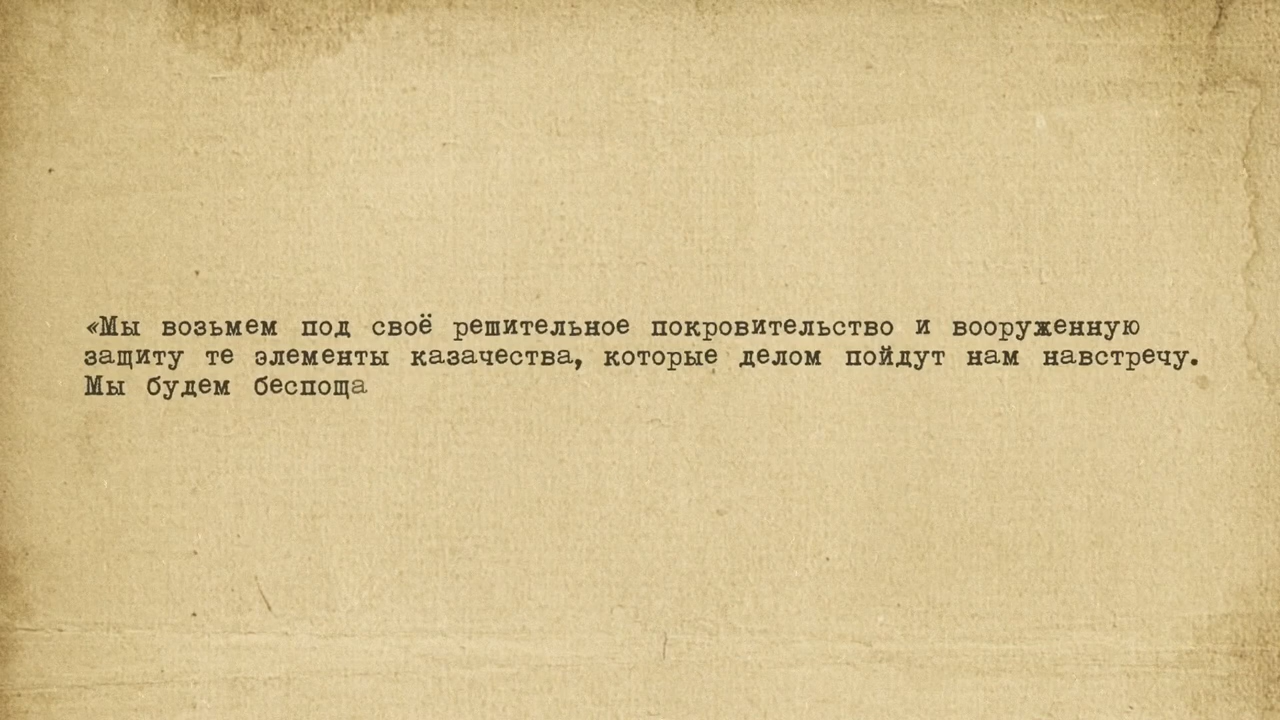 «Мы возьмем под своё решительное покровительство и вооруженную
защиту те элементы казачества, которые делом пойдут нам навстречу.
Мы будем беспоща